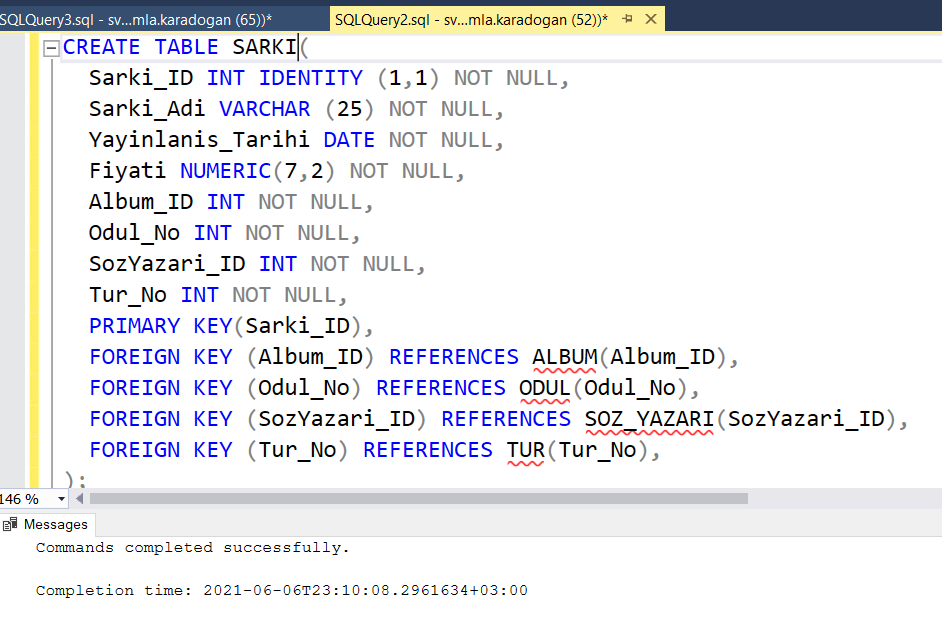 SQLQuery3.sql - sv...mla.karadogan (65))*
SQLQuery2.sql - sv...mla.karadogan (52))*
CREATE TABLE SARKI(
Sarki_ID INT IDENTITY (1,1) NOT NULL,
Sarki_Adi VARCHAR (25) NOT NULL,
Yayinlanis_Tarihi DATE NOT NULL,
Fiyati NUMERIC(7,2) NOT NULL,
Album_ID INT NOT NULL,
Odul_No INT NOT NULL,
SozYazari_ID INT NOT NULL,
Tur_No INT NOT NULL,
PRIMARY KEY(Sarki_ID),
FOREIGN KEY (Album_ID) REFERENCES ALBUM(Album_ID),
FOREIGN KEY (Odul_No) REFERENCES ODUL(Odul_No),
FOREIGN KEY (SozYazari_ID) REFERENCES SOZ_YAZARI(SozYazari_ID),
FOREIGN KEY (Tur_No) REFERENCES TUR(Tur_No),
);
146 %
Messages
Commands completed successfully.
Completion time: 2021-06-06T23:10:08.2961634+03:00